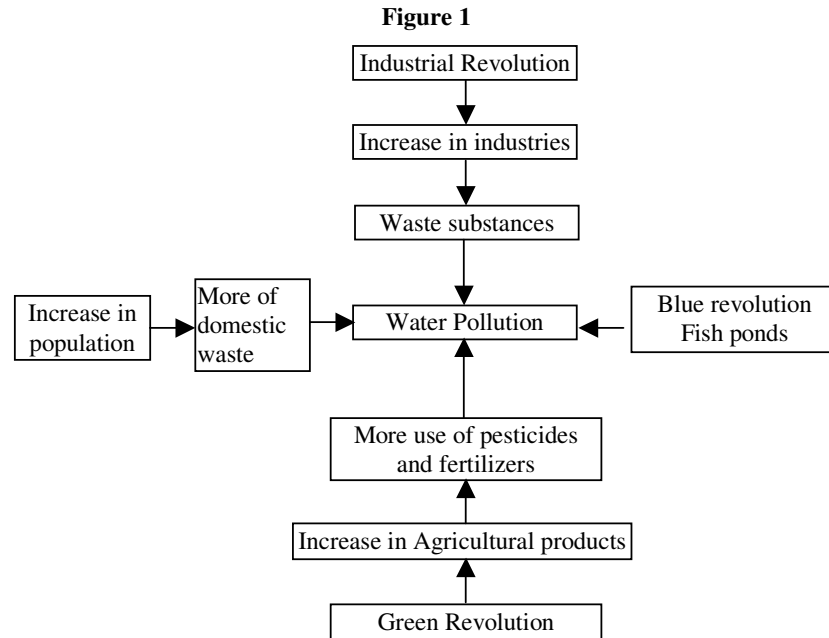 Figure 1
Industrial Revolution
Increase in industries
Waste substances
Increase in
population
More of
domestic
waste
Water Pollution
Blue revolution
Fish ponds
More use of pesticides
and fertilizers
Increase in Agricultural products
Green Revolution